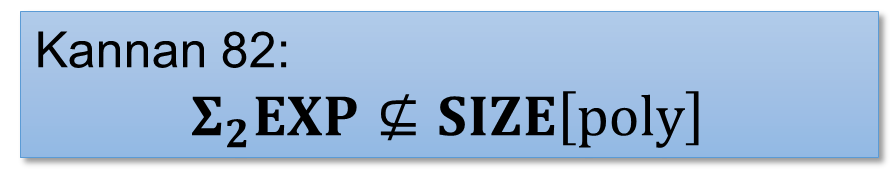 Kannan 82:
Σ₂EXP ⊈ SIZE[poly]